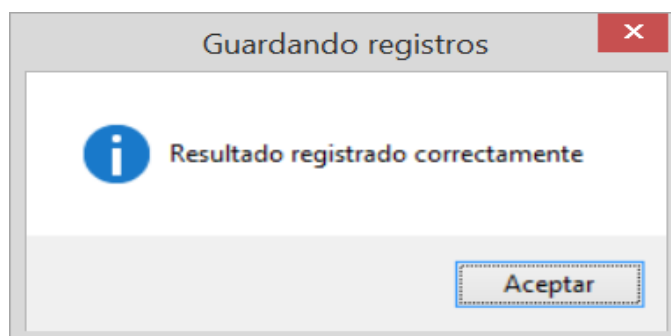 Guardando registros
Resultado registrado correctamente
Aceptar